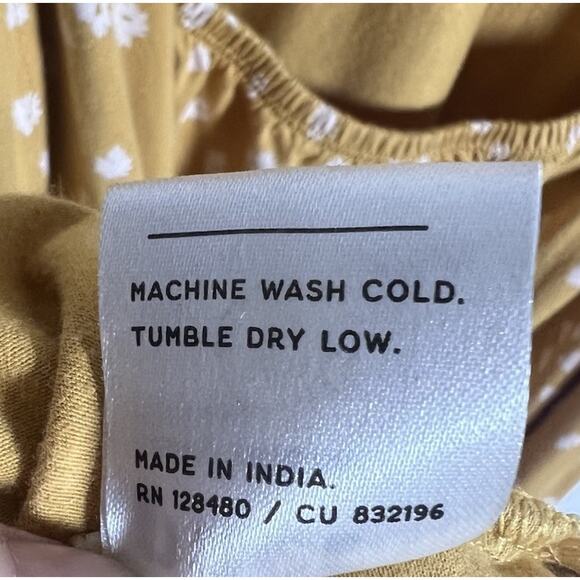 MACHINE WASH COLD.
TUMBLE DRY LOW.
MADE IN INDIA.
RN 128480 / CU 832196